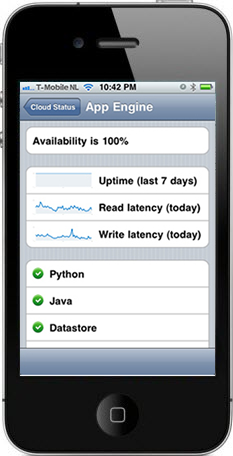 T-Mobile NL 10:42 PM
Cloud Status App Engine
Availability is 100%
Uptime (last 7 days)
Read latency (today)
Write latency (today)
Python
Java
Datastore